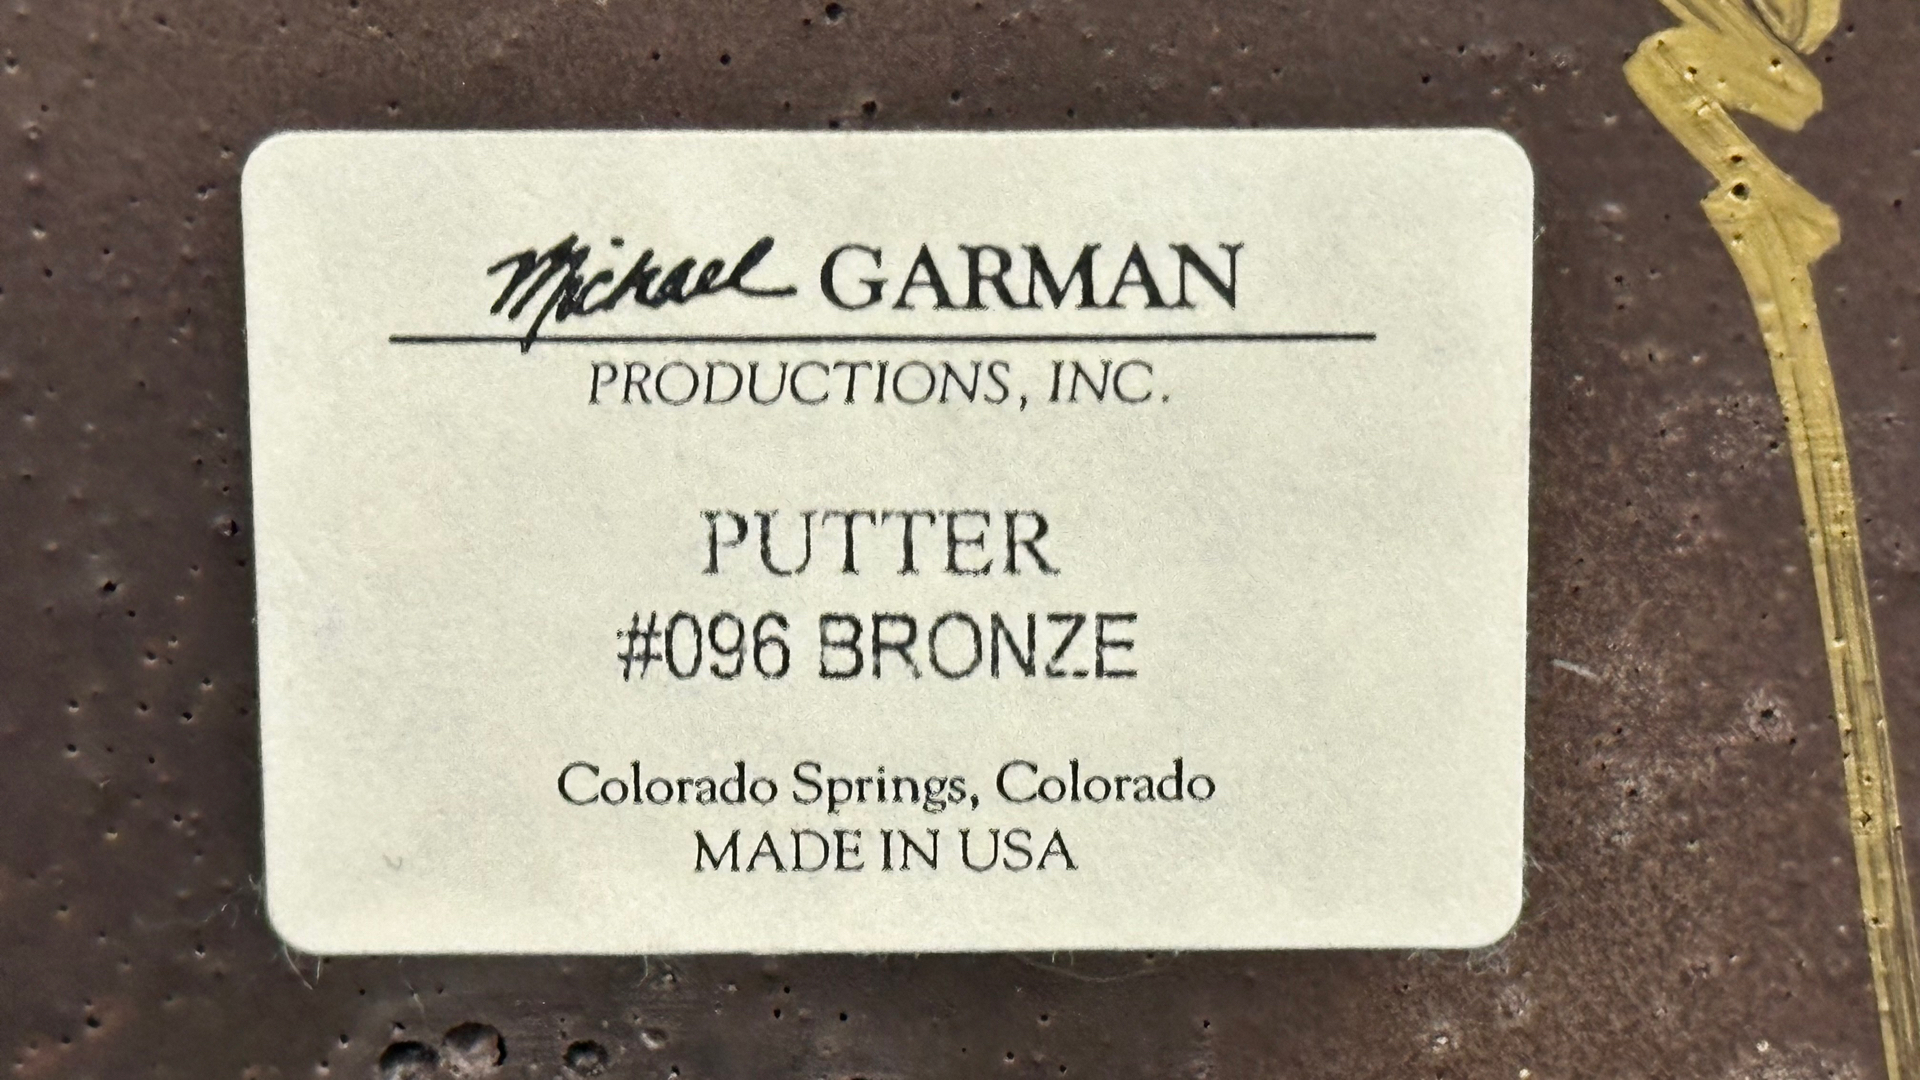 Michael GARMAN
PRODUCTIONS, INC.
PUTTER
#096 BRONZE
Colorado Springs, Colorado
MADE IN USA